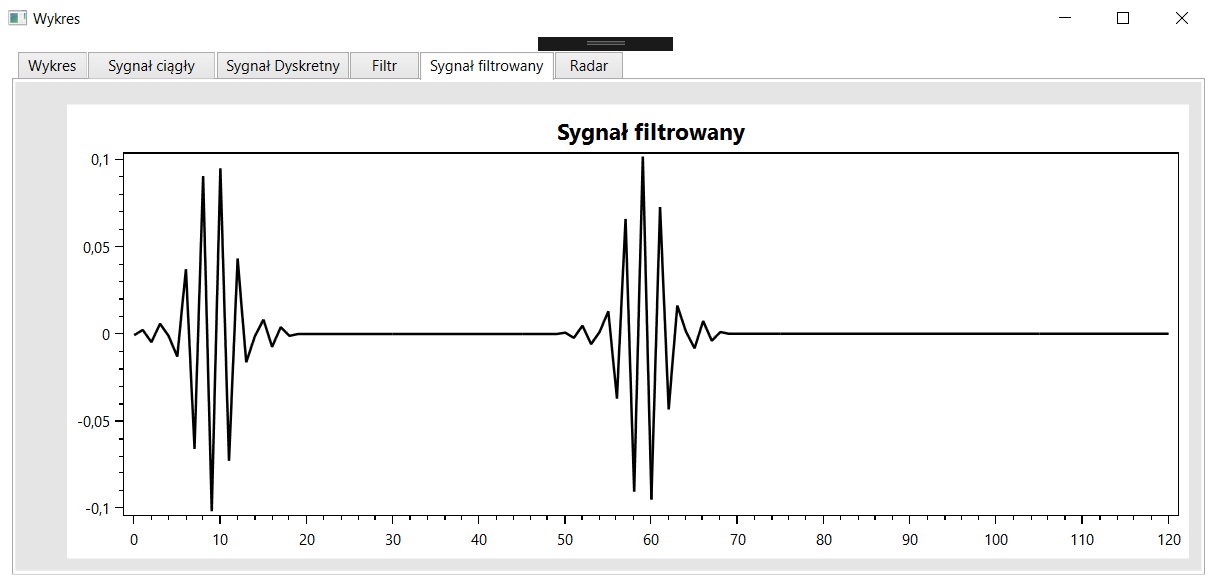 Wykres
Wykres Sygnał ciągły Sygnał Dyskretny Filtr Sygnał filtrowany Radar
Sygnał filtrowany
0,1
0,05
0
-0,05
-0,1
0 10 20 30 40 50 60 70 80 90 100 110 120